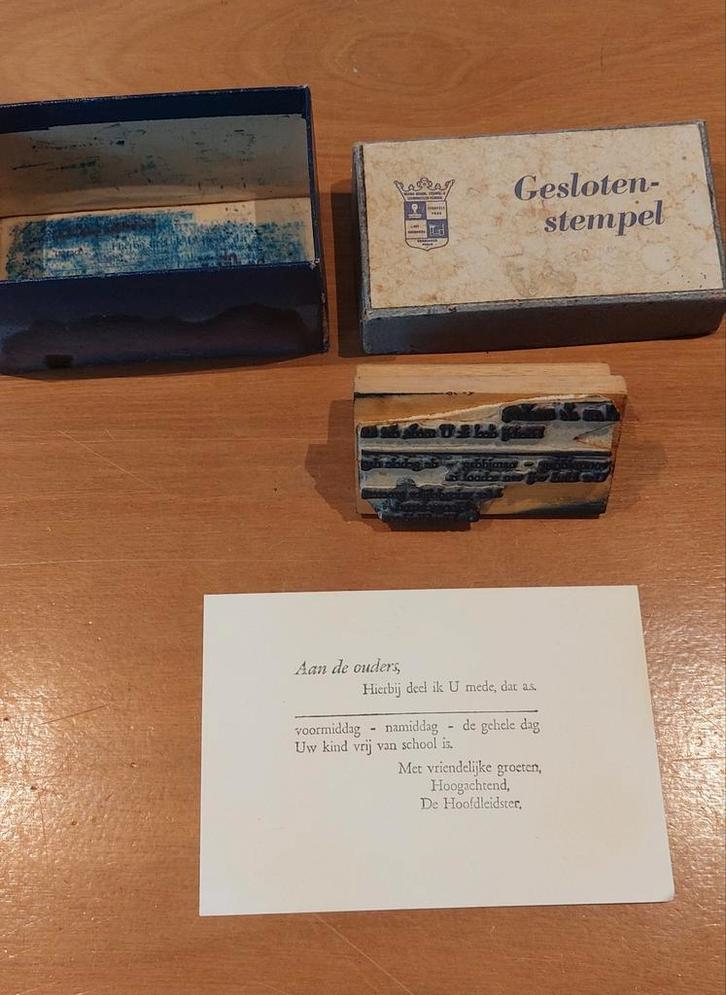 Gesloten-
stempel
Aan de ouders,
Hierbij deel ik U mede, dat a.s.
voormiddag - namiddag - de gehele dag
Uw kind vrij van school is.
Met vriendelijke groeten,
Hoogachtend,
De Hoofdleidster,